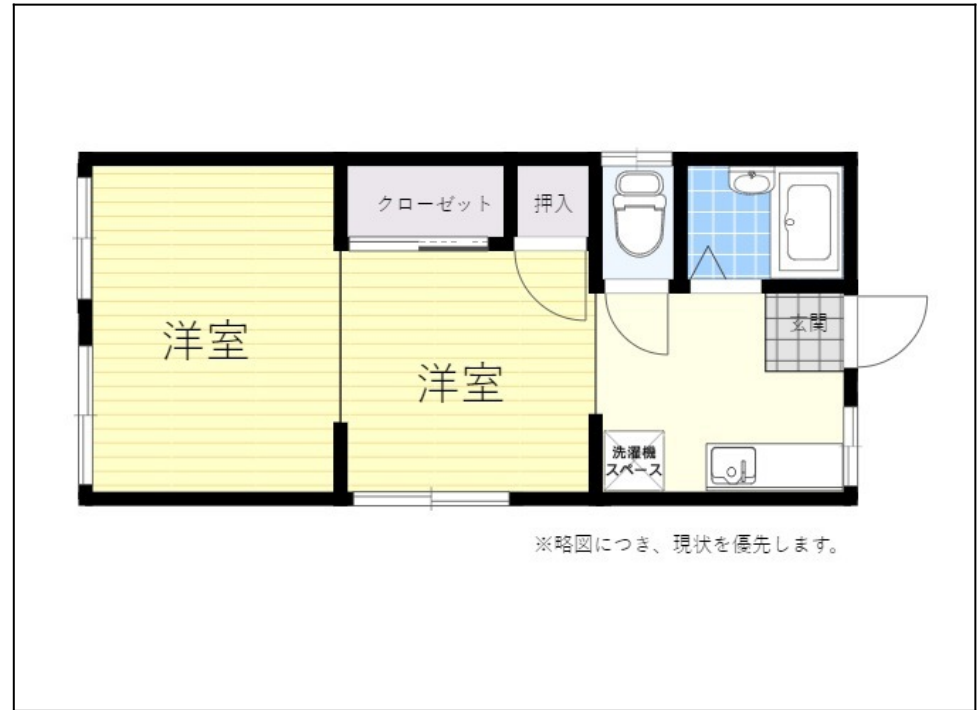 クローゼット
押入
玄関
洋室
洋室
洗濯機
スペース
※略図につき、現状を優先します。